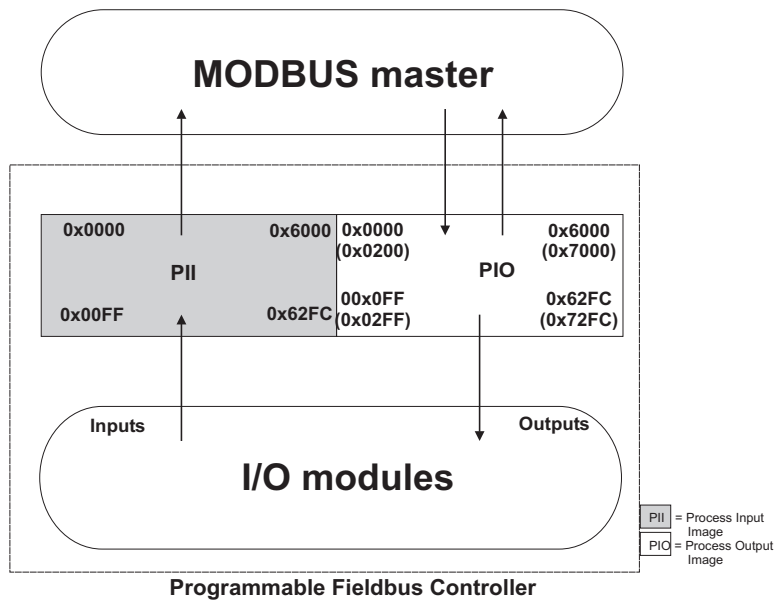 MODBUS master
0x0000 0x6000 0x0000 0x6000
(0x0200) (0x7000)
PII PIO
0x00FF 0x62FC 00x0FF 0x62FC
(0x02FF) (0x72FC)
Inputs Outputs
I/O modules
PII = Process Input
Image
PIO = Process Output
Image
Programmable Fieldbus Controller